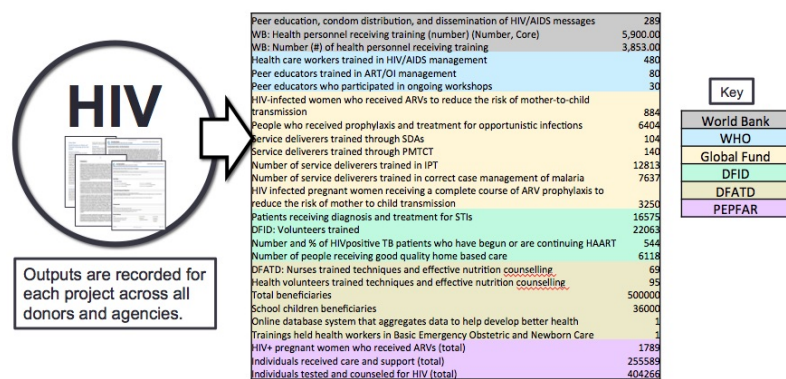 HIV
Outputs are recorded for
each project across all
donors and agencies.
Peer education, condom distribution, and dissemination of HIV/AIDS messages 289
WB: Health personnel receiving training (number) (Number, Core) 5,900.00
WB: Number (#) of health personnel receiving training 3,853.00
Health care workers trained in HIV/AIDS management 480
Peer educators trained in ART/OI management 80
Peer educators who participated in ongoing workshops 30
HIV-infected women who received ARVs to reduce the risk of mother-to-child
transmission 884
People who received prophylaxis and treatment for opportunistic infections 6404
Service deliverers trained through SDAs 104
Service deliverers trained through PMTCT 140
Number of service deliverers trained in IPT 12813
Number of service deliverers trained in correct case management of malaria 7637
HIV infected pregnant women receiving a complete course of ARV prophylaxis to
reduce the risk of mother to child transmission 3250
Patients receiving diagnosis and treatment for STIs 16575
DFID: Volunteers trained 22063
Number and % of HIVpositive TB patients who have begun or are continuing HAART 544
Number of people receiving good quality home based care 6118
DFATD: Nurses trained techniques and effective nutrition counselling 69
Health volunteers trained techniques and effective nutrition counselling 95
Total beneficiaries 500000
School children beneficiaries 36000
Online database system that aggregates data to help develop better health 1
Trainings held health workers in Basic Emergency Obstetric and Newborn Care 1
HIV+ pregnant women who received ARVs (total) 1789
Individuals received care and support (total) 255589
Individuals tested and counseled for HIV (total) 404266
Key
World Bank
WHO
Global Fund
DFID
DFATD
PEPFAR